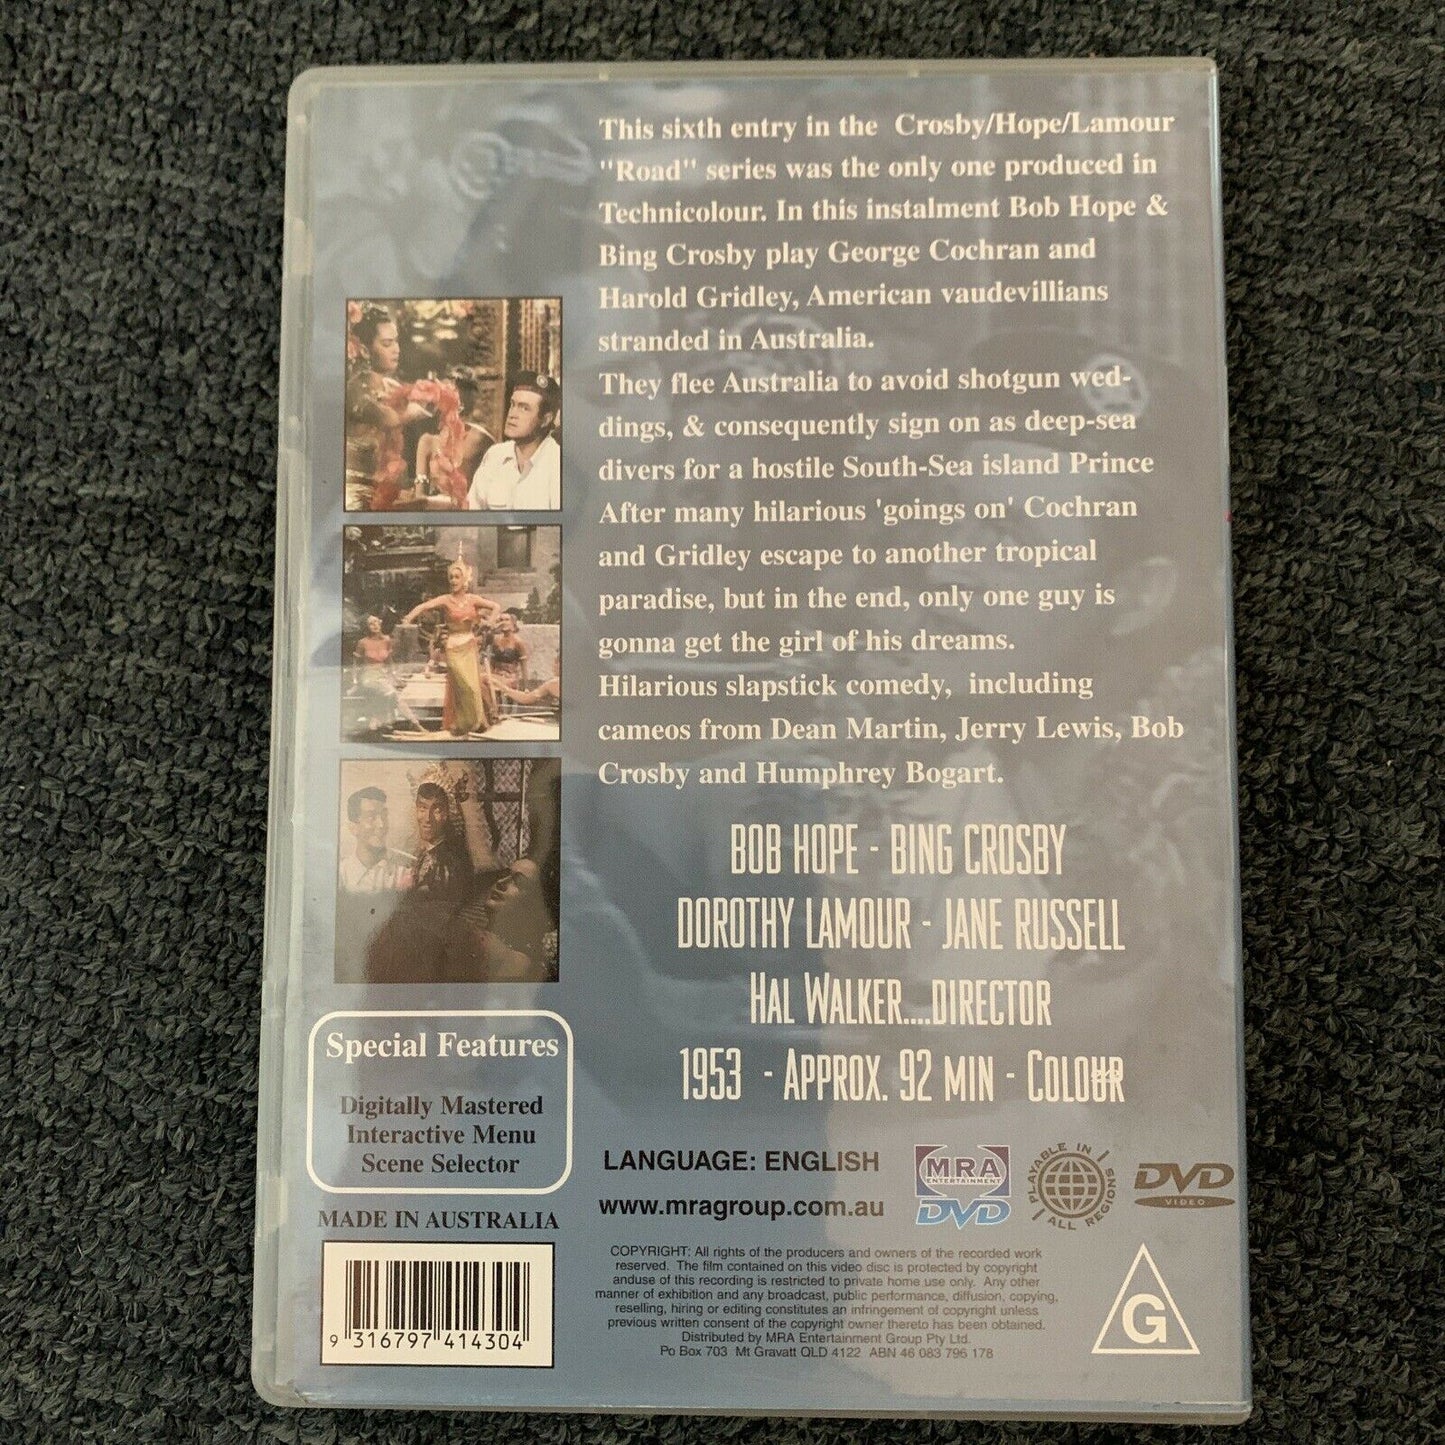 This sixth entry in the Crosby/Hope/Lamour
"Road" series was the only one produced in
Technicolour. In this instalment Bob Hope &
Bing Crosby play George Cochran and
Harold Gridley, American vaudevillians
stranded in Australia.
They flee Australia to avoid shotgun wed-
dings, & consequently sign on as deep-sea
divers for a hostile South-Sea island Prince
After many hilarious 'goings on' Cochran
and Gridley escape to another tropical
paradise, but in the end, only one guy is
gonna get the girl of his dreams.
Hilarious slapstick comedy, including
cameos from Dean Martin, Jerry Lewis, Bob
Crosby and Humphrey Bogart.
BOB HOPE - BING CROSBY
DOROTHY LAMOUR - JANE RUSSELL
HAL WALKER....DIRECTOR
1953 - APPROX. 92 MIN - COLOUR
Special Features
Digitally Mastered
Interactive Menu
Scene Selector
MADE IN AUSTRALIA
9 316797 414304
LANGUAGE: ENGLISH
www.mragroup.com.au
MRA
ENTERTAINMENT
DVD
PLAYABLE IN
ALL REGIONS
DVD
VIDEO
COPYRIGHT: All rights of the producers and owners of the recorded work
reserved. The film contained on this video disc is protected by copyright
anduse of this recording is restricted to private home use only. Any other
manner of exhibition and any broadcast, public performance, diffusion, copying,
reselling, hiring or editing constitutes an infringement of copyright unless
previous written consent of the copyright owner thereto has been obtained.
Distributed by MRA Entertainment Group Pty Ltd.
Po Box 703 Mt Gravatt QLD 4122 ABN 46 083 796 178
G